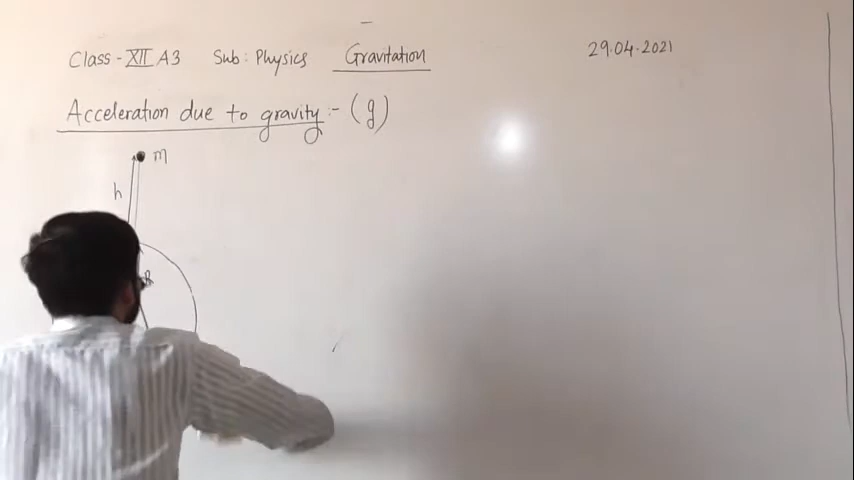 Class - XII A3 Sub : Physics Gravitation 29.04.2021
Acceleration due to gravity :- (g)
m
h
R